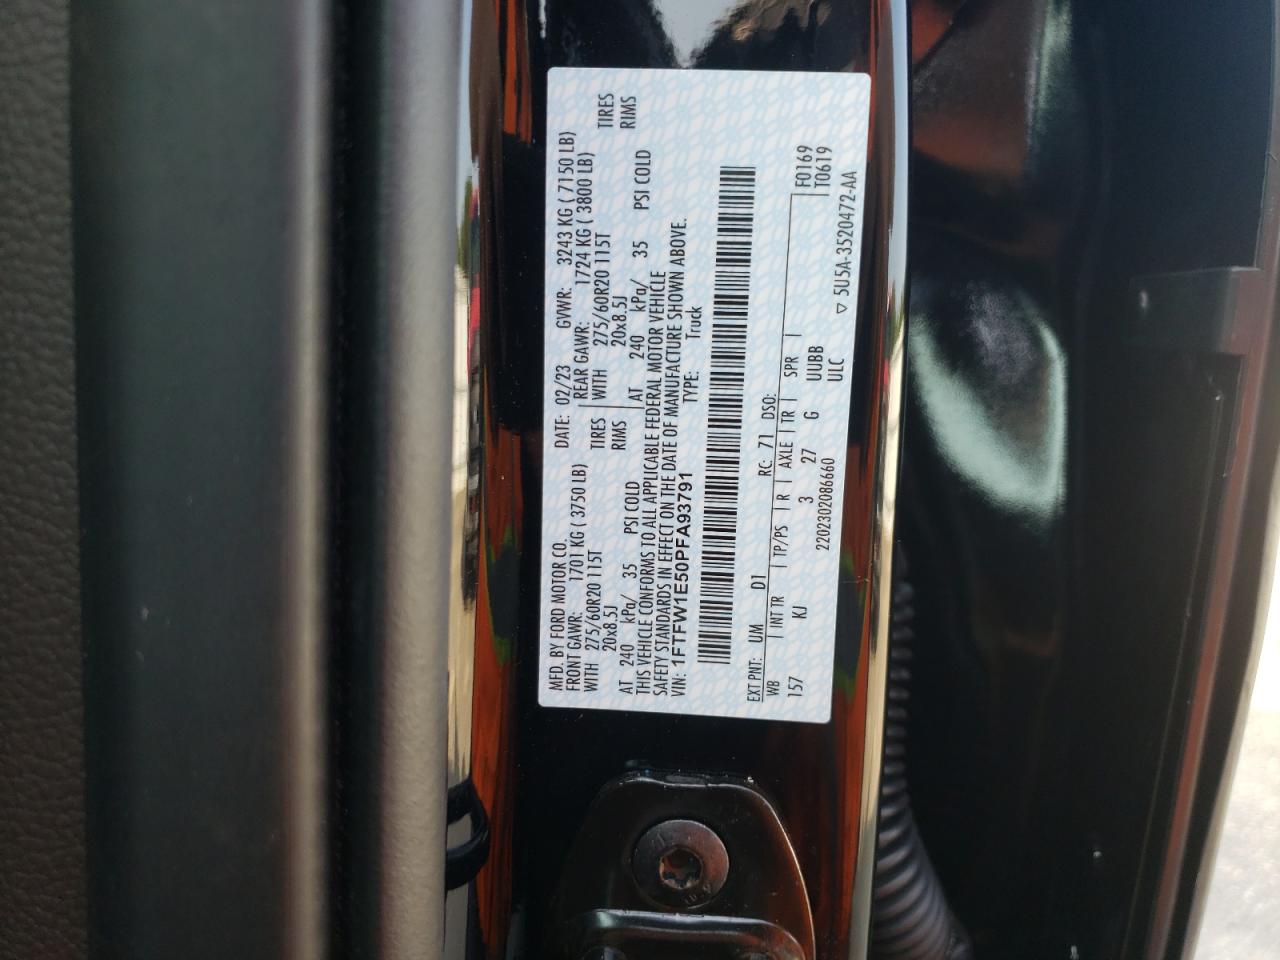 MFD. BY FORD MOTOR CO. DATE: 02/23 GVWR: 3243 KG ( 7150 LB)
FRONT GAWR: 1701 KG ( 3750 LB) REAR GAWR: 1724 KG ( 3800 LB)
WITH 275/60R20 115T TIRES WITH 275/60R20 115T TIRES
20x8.5J RIMS 20x8.5J RIMS
AT 240 kPa/ 35 PSI COLD AT 240 kPa/ 35 PSI COLD
THIS VEHICLE CONFORMS TO ALL APPLICABLE FEDERAL MOTOR VEHICLE
SAFETY STANDARDS IN EFFECT ON THE DATE OF MANUFACTURE SHOWN ABOVE.
VIN: 1FTFW1E50PFA93791 TYPE: Truck
EXT PNT: UM D1 RC: 71 DSO:
WB INT TR TP/PS R AXLE TR SPR F0169
157 KJ 3 27 G UUBB T0619
2202302086660 ULC
▽ 5U5A-3520472-AA